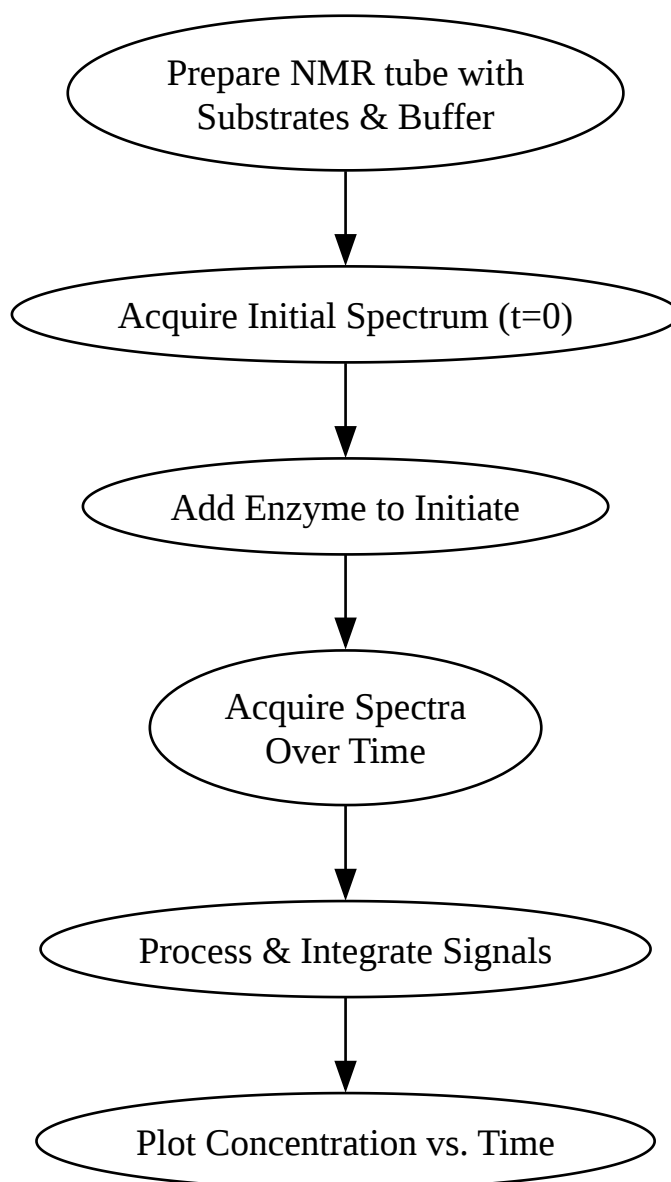 Prepare NMR tube with
Substrates & Buffer
Acquire Initial Spectrum (t=0)
Add Enzyme to Initiate
Acquire Spectra
Over Time
Process & Integrate Signals
Plot Concentration vs. Time